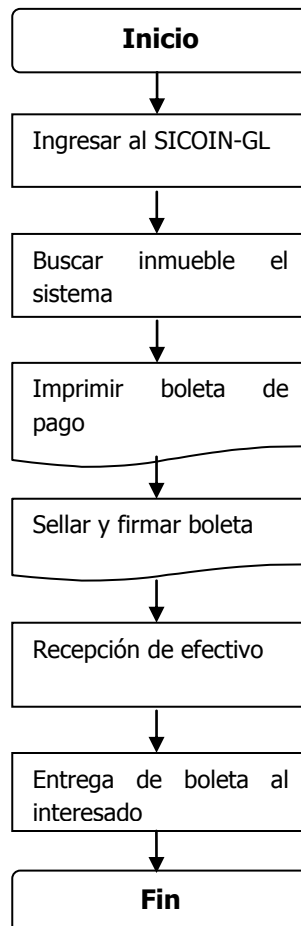 Inicio
Ingresar al SICOIN-GL
Buscar inmueble el
sistema
Imprimir boleta de
pago
Sellar y firmar boleta
Recepción de efectivo
Entrega de boleta al
interesado
Fin